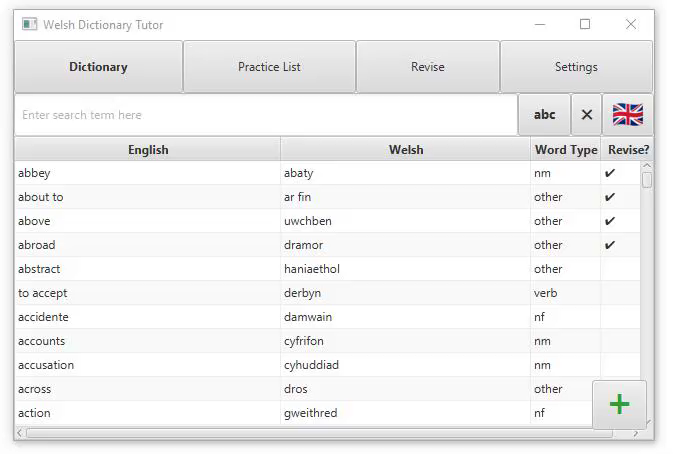 Welsh Dictionary Tutor
Dictionary Practice List Revise Settings
Enter search term here abc
English Welsh Word Type Revise?
abbey abaty nm ✔
about to ar fin other ✔
above uwchben other ✔
abroad dramor other ✔
abstract haniaethol other
to accept derbyn verb
accidente damwain nf
accounts cyfrifon nm
accusation cyhuddiad nm
across dros other
action gweithred nf